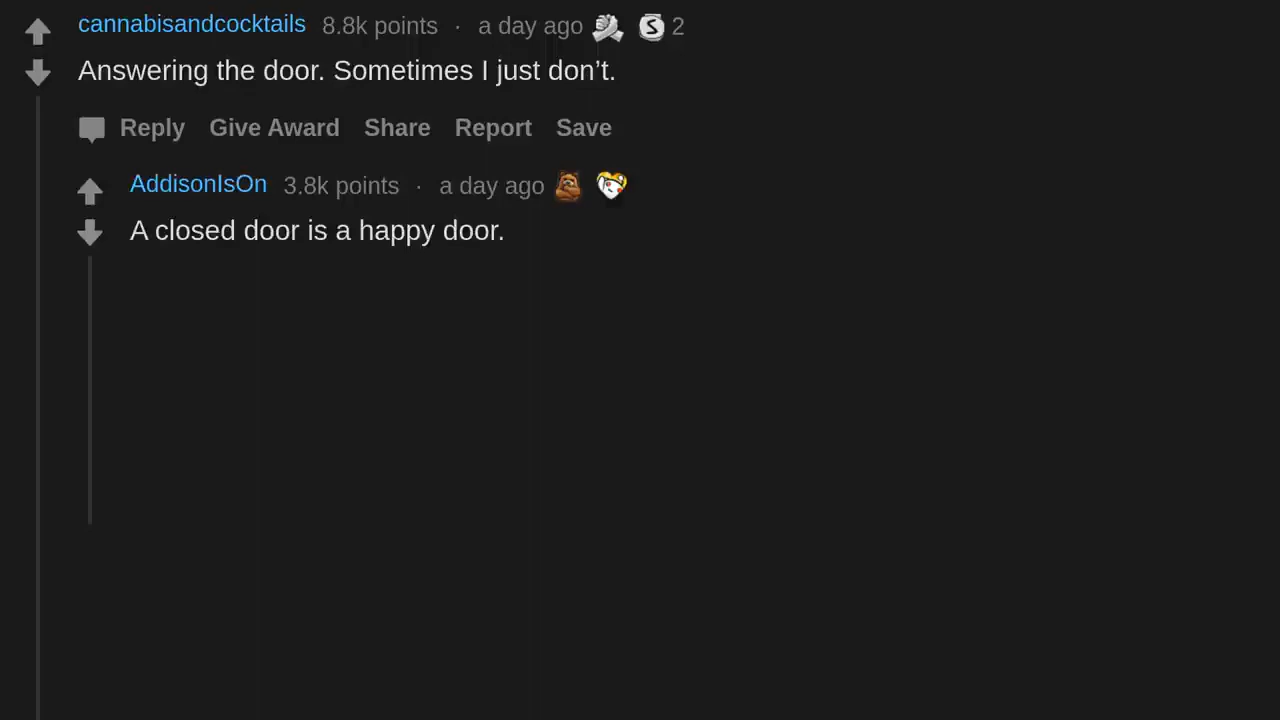 cannabisandcocktails 8.8k points · a day ago 2
Answering the door. Sometimes I just don’t.
Reply Give Award Share Report Save
AddisonIsOn 3.8k points · a day ago
A closed door is a happy door.